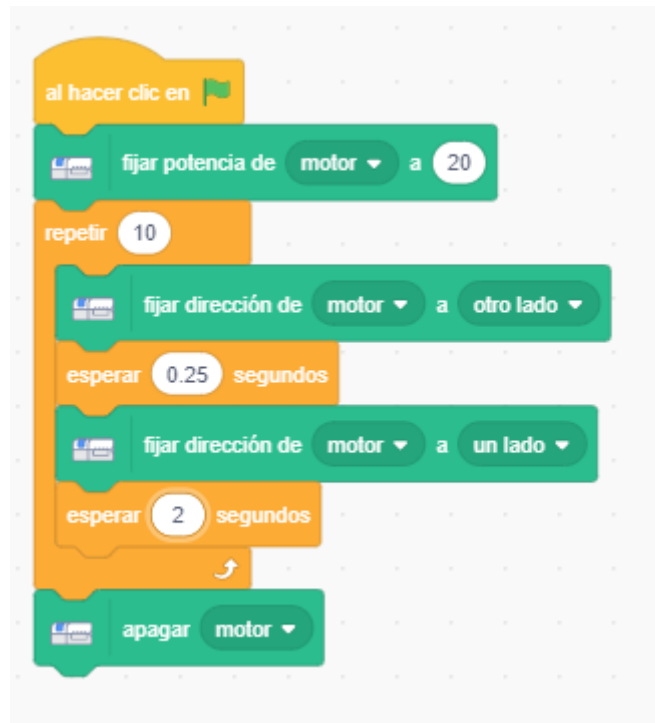 al hacer clic en
fijar potencia de motor a 20
repetir 10
fijar dirección de motor a otro lado
esperar 0.25 segundos
fijar dirección de motor a un lado
esperar 2 segundos
apagar motor